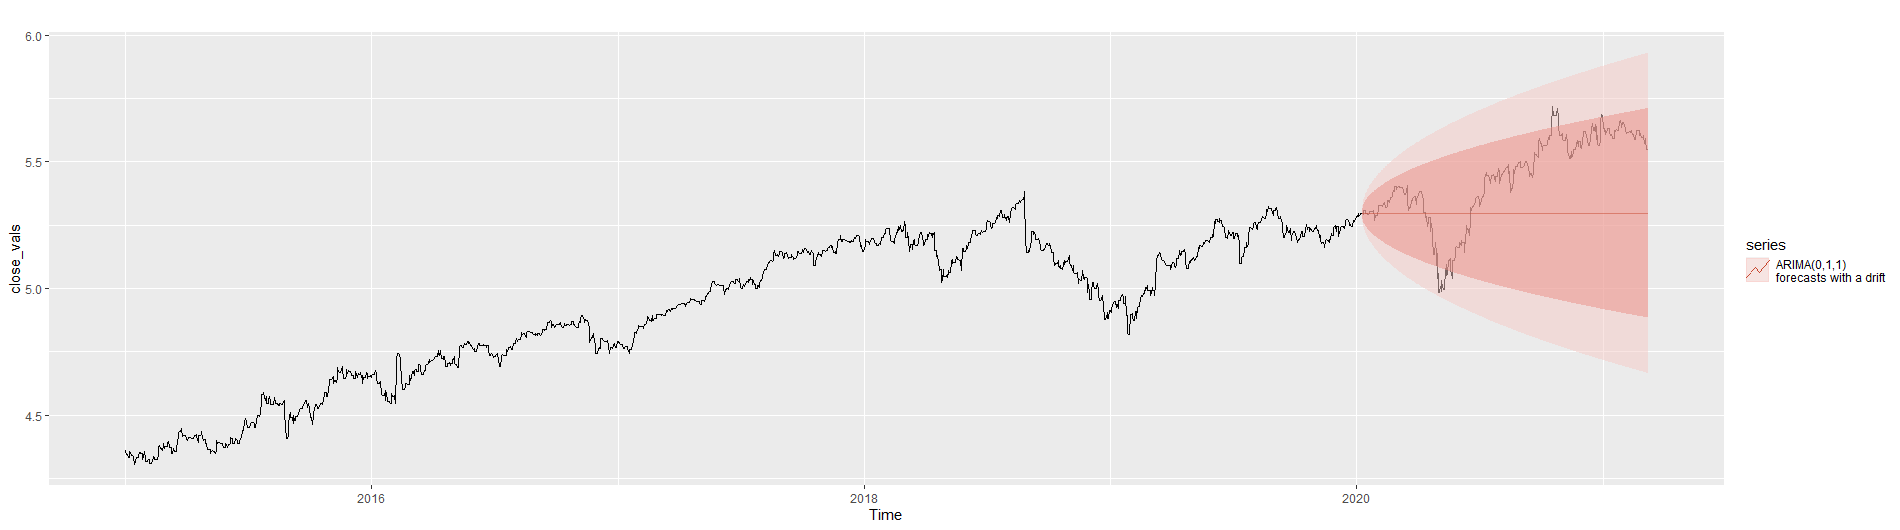 6.0
5.5
5.0
4.5
close_vals
2016
2018
2020
Time
series
ARIMA(0,1,1)
forecasts with a drift